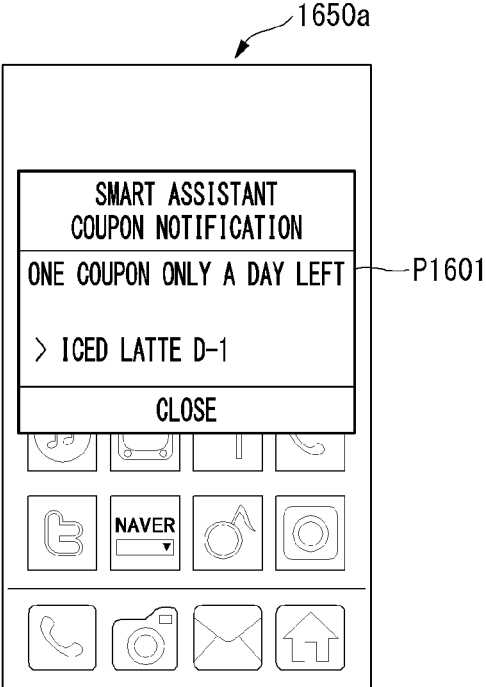 1650a
SMART ASSISTANT
COUPON NOTIFICATION
ONE COUPON ONLY A DAY LEFT
P1601
> ICED LATTE D-1
CLOSE
NAVER